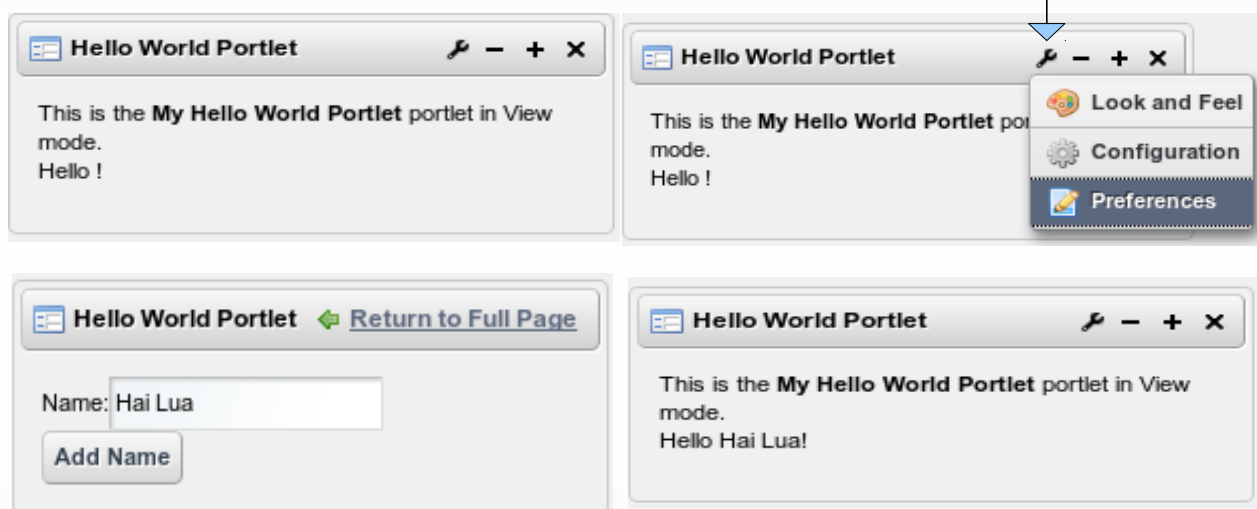 Hello World Portlet
This is the My Hello World Portlet portlet in View
mode.
Hello !
Hello World Portlet
This is the My Hello World Portlet por
mode.
Hello !
Look and Feel
Configuration
Preferences
Hello World Portlet Return to Full Page
Name: Hai Lua
Add Name
Hello World Portlet
This is the My Hello World Portlet portlet in View
mode.
Hello Hai Lua!